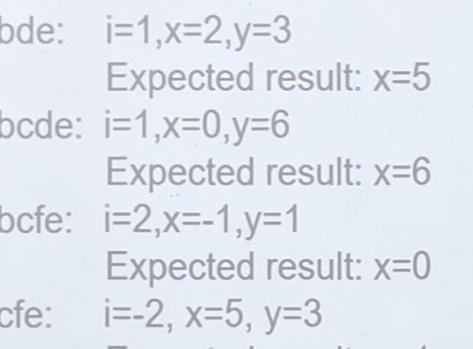 bde: i=1,x=2,y=3
Expected result: x=5
bcde: i=1,x=0,y=6
Expected result: x=6
bcfe: i=2,x=-1,y=1
Expected result: x=0
cfe: i=-2, x=5, y=3